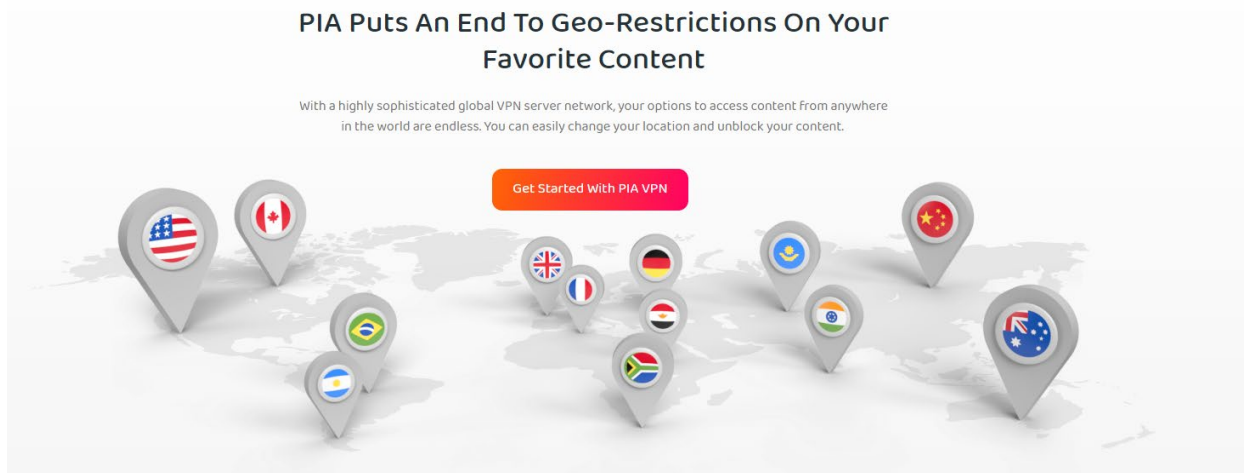 PIA Puts An End To Geo-Restrictions On Your
Favorite Content
With a highly sophisticated global VPN server network, your options to access content from anywhere
in the world are endless. You can easily change your location and unblock your content.
Get Started With PIA VPN